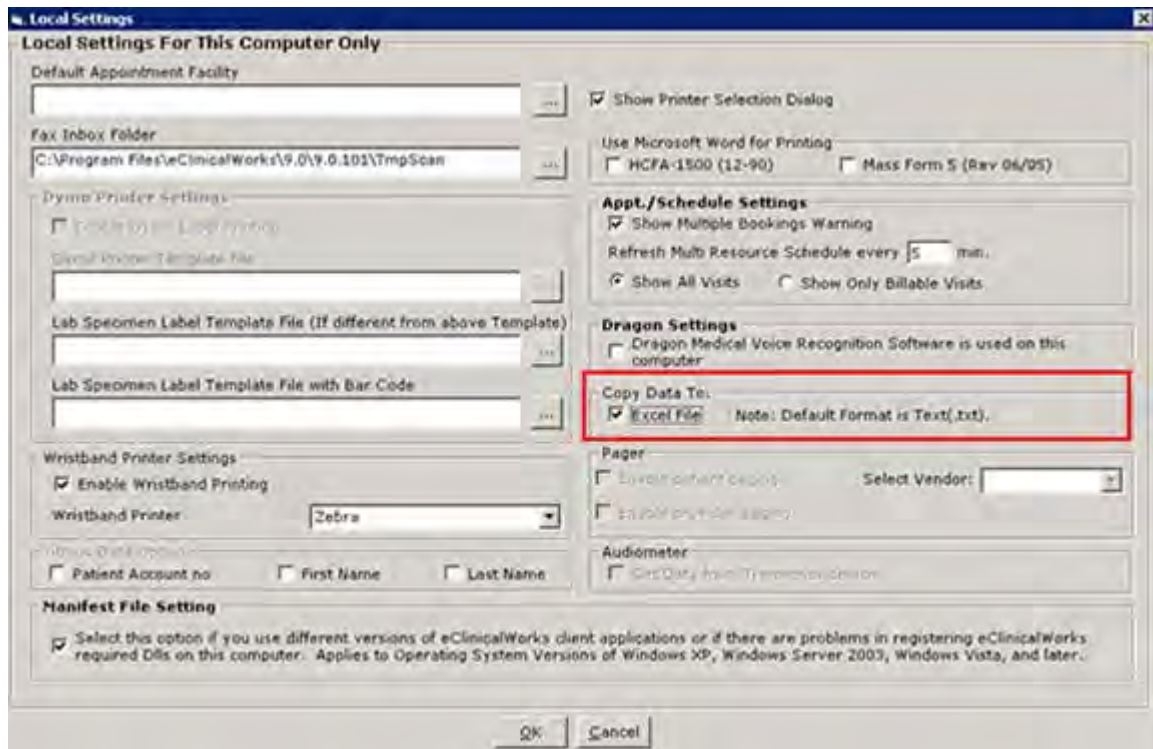 Local Settings
Local Settings For This Computer Only
Default Appointment Facility
...
Show Printer Selection Dialog
Fax Inbox Folder
C:\Program Files\eClinicalWorks\9.0\9.0.101\TmpScan
...
Use Microsoft Word for Printing
HCFA-1500 (12-90)
Mass Form 5 (Rev 06/05)
Dymo Printer Settings
Appt./Schedule Settings
Show Multiple Bookings Warning
Refresh Multi Resource Schedule every 5 min.
Show All Visits
Show Only Billable Visits
Lab Specimen Label Template File (If different from above Template)
...
Dragon Settings
Dragon Medical Voice Recognition Software is used on this
computer
Lab Specimen Label Template File with Bar Code
...
Copy Data To.
Excel File
Note: Default Format is Text(.txt).
Wristband Printer Settings
Enable Wristband Printing
Wristband Printer
Zebra
Pager
Select Vendor:
Patient Account no
First Name
Last Name
Audiometer
Manifest File Setting
Select this option if you use different versions of eClinicalWorks client applications or if there are problems in registering eClinicalWorks
required Dlls on this computer. Applies to Operating System Versions of Windows XP, Windows Server 2003, Windows Vista, and later.
OK
Cancel